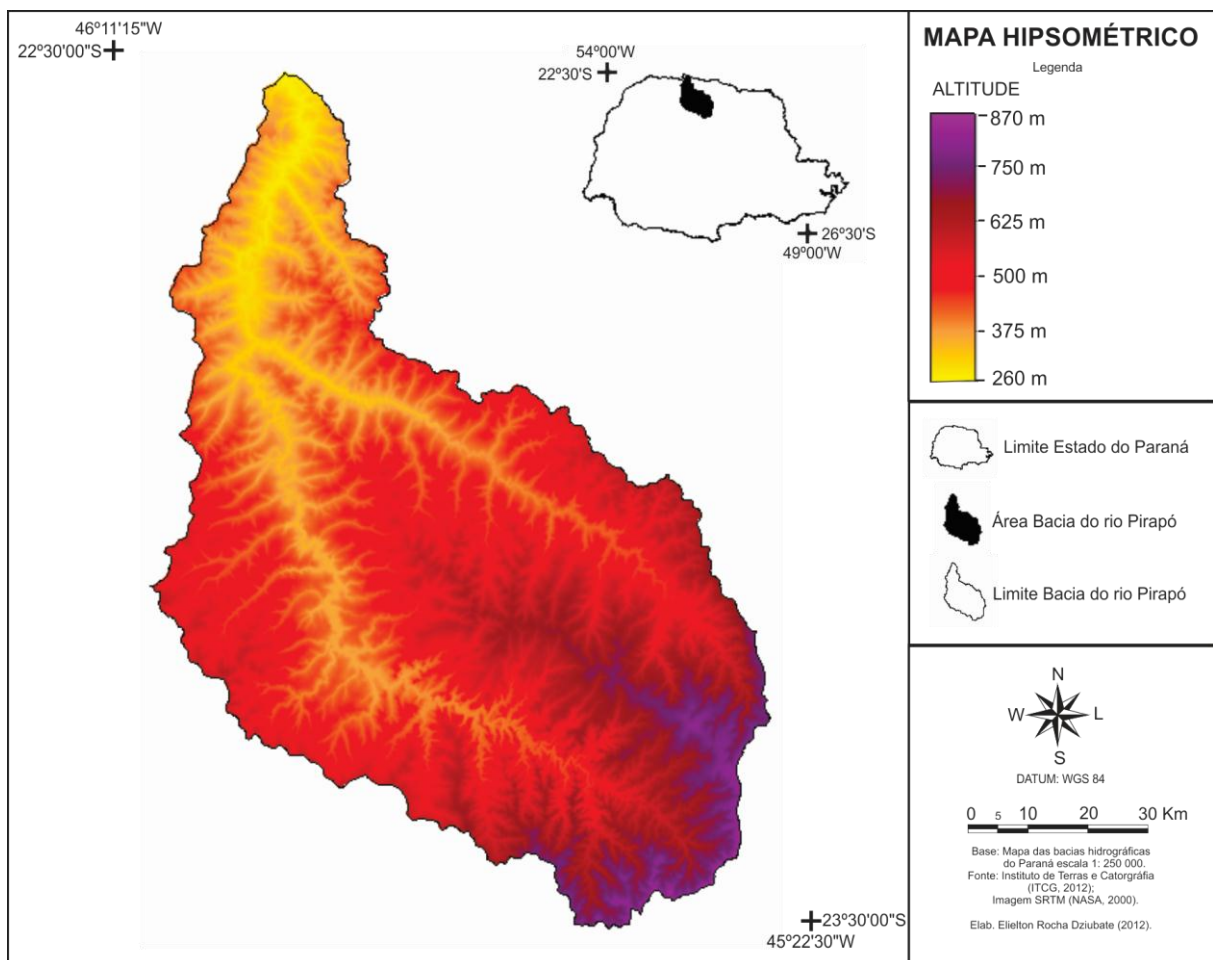 46º11'15"W
22º30'00"S
54º00'W
22º30'S
26º30'S
49º00'W
23º30'00"S
45º22'30"W
MAPA HIPSOMÉTRICO
Legenda
ALTITUDE
870 m
750 m
625 m
500 m
375 m
260 m
Limite Estado do Paraná
Área Bacia do rio Pirapó
Limite Bacia do rio Pirapó
N
W L
S
DATUM: WGS 84
0 5 10 20 30 Km
Base: Mapa das bacias hidrográficas
do Paraná escala 1: 250 000.
Fonte: Instituto de Terras e Catorgráfia
(ITCG, 2012);
Imagem SRTM (NASA, 2000).
Elab. Elielton Rocha Dziubate (2012).